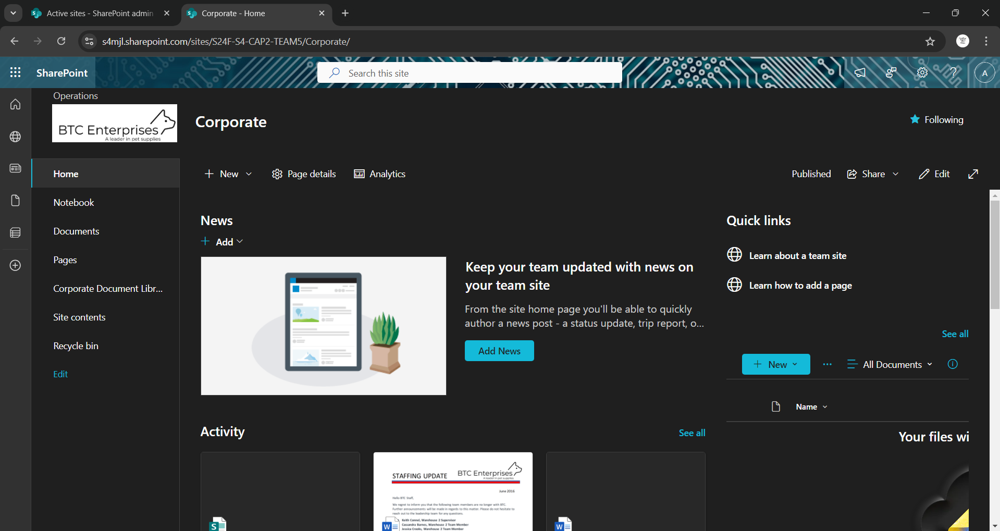 Active sites - SharePoint admin
Corporate - Home
s4mjl.sharepoint.com/sites/S24F-S4-CAP2-TEAM5/Corporate/
SharePoint
Search this site
A
Operations
BTC Enterprises
A leader in pet supplies
Corporate
Following
Home
Notebook
Documents
Pages
Corporate Document Libr...
Site contents
Recycle bin
Edit
New
Page details
Analytics
Published
Share
Edit
News
Add
Keep your team updated with news on
your team site
From the site home page you'll be able to quickly
author a news post - a status update, trip report, o...
Add News
Quick links
Learn about a team site
Learn how to add a page
See all
New
All Documents
Name
Your files wi
Activity
See all
STAFFING UPDATE
BTC Enterprises
A leader in pet supplies
June 2016
Hello BTC Staff,
We regret to inform you that the following team members are no longer with BTC.
Further announcements will be made in regards to this matter. Please do not hesitate to
reach out to the leadership team for any questions.
Keith Connel, Warehouse 2 Supervisor
Cassandra Barnes, Warehouse 2 Team Member
Jessica Crooks, Warehouse 2 Team Member
S
W
W